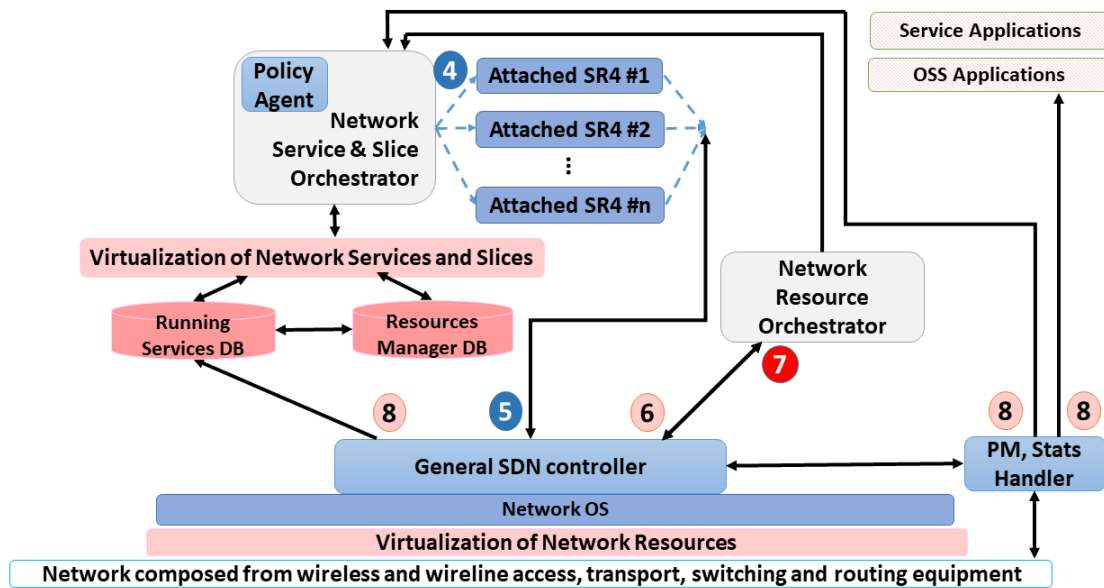 Service Applications
OSS Applications
Policy
Agent
Network
Service & Slice
Orchestrator
4
Attached SR4 #1
Attached SR4 #2
⋮
Attached SR4 #n
Virtualization of Network Services and Slices
Running
Services DB
Resources
Manager DB
Network
Resource
Orchestrator
7
8
5
6
8
8
General SDN controller
PM, Stats
Handler
Network OS
Virtualization of Network Resources
Network composed from wireless and wireline access, transport, switching and routing equipment